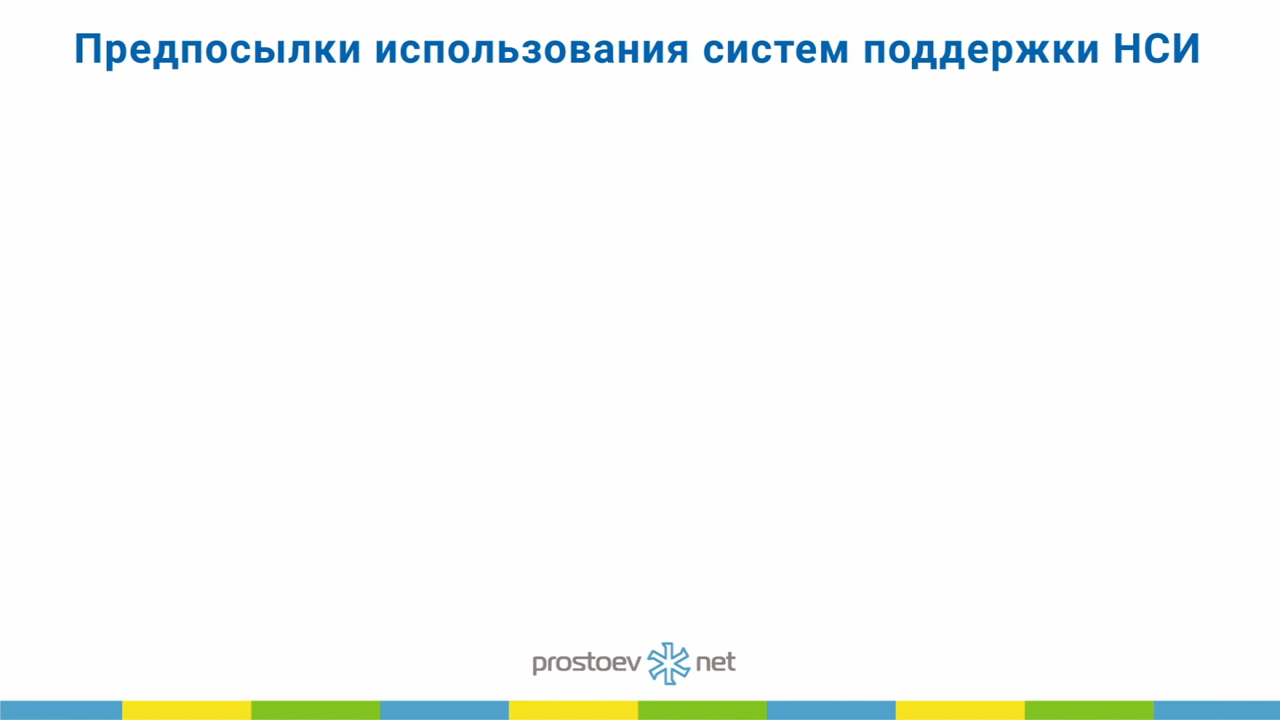 Предпосылки использования систем поддержки НСИ
prostoev net